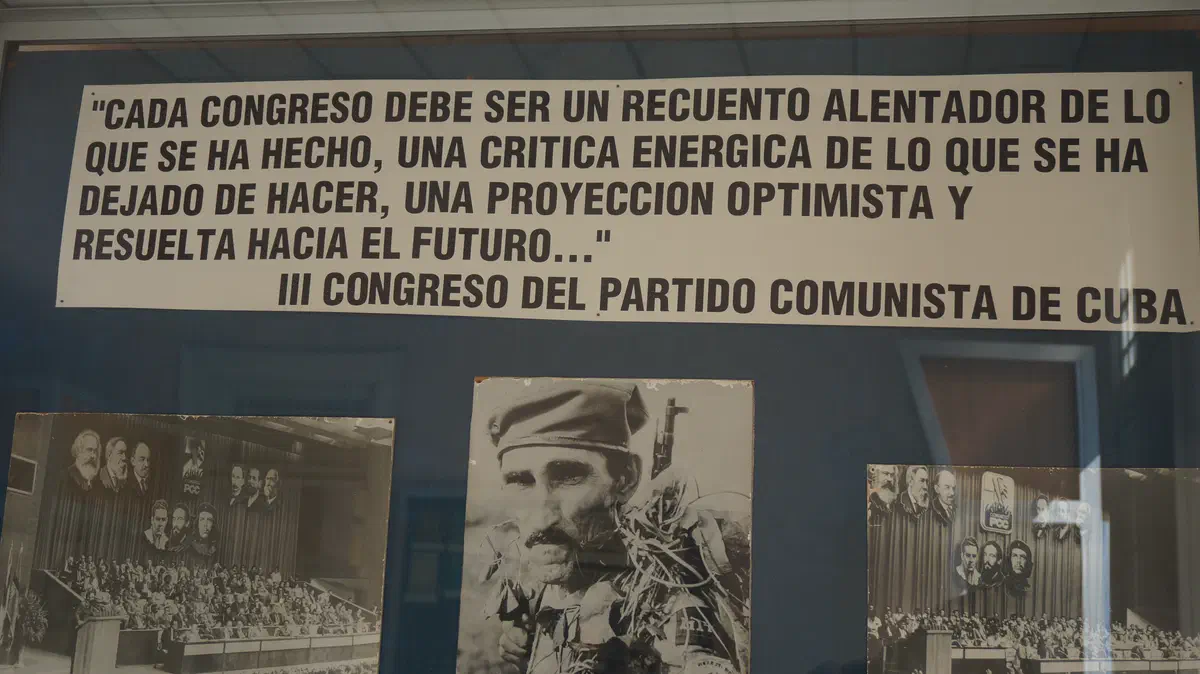 "CADA CONGRESO DEBE SER UN RECUENTO ALENTADOR DE LO
QUE SE HA HECHO, UNA CRITICA ENERGICA DE LO QUE SE HA
DEJADO DE HACER, UNA PROYECCION OPTIMISTA Y
RESUELTA HACIA EL FUTURO..."
III CONGRESO DEL PARTIDO COMUNISTA DE CUBA.
PCC
PCC